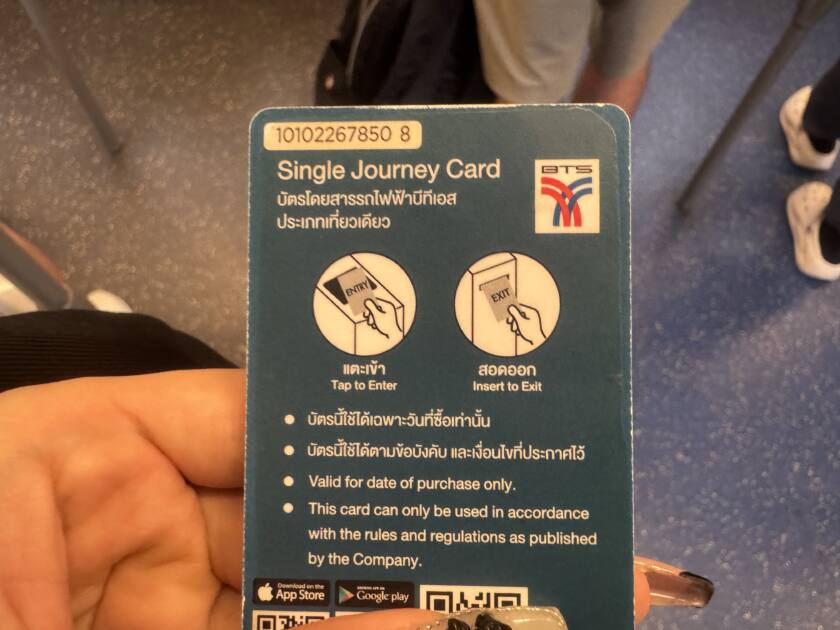 10102267850 8
Single Journey Card
BTS
บัตรโดยสารรถไฟฟ้าบีทีเอส
ประเภทเที่ยวเดียว
ENTRY
EXIT
แตะเข้า
Tap to Enter
สอดออก
Insert to Exit
บัตรนี้ใช้ได้เฉพาะวันที่ซื้อเท่านั้น
บัตรนี้ใช้ได้ตามข้อบังคับ และเงื่อนไขที่ประกาศไว้
Valid for date of purchase only.
This card can only be used in accordance
with the rules and regulations as published
by the Company.
Download on the
App Store
ANDROID APP ON
Google play